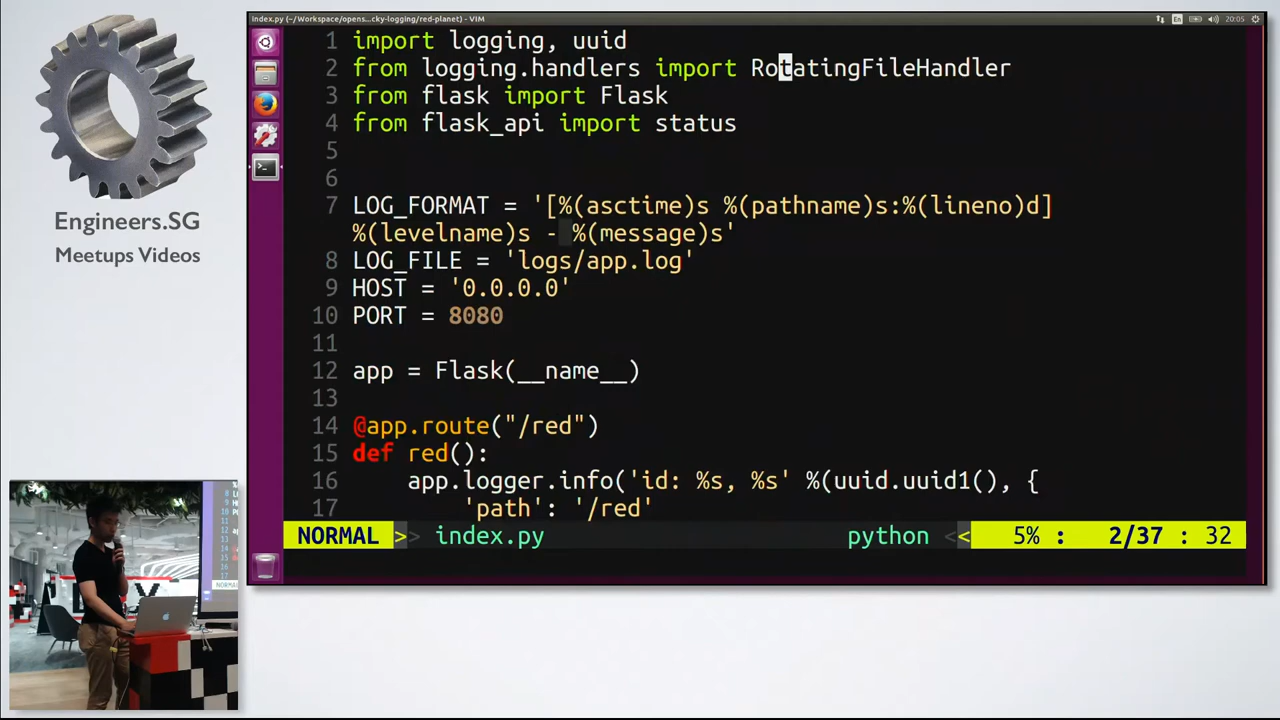 index.py (~/Workspace/opens...cky-logging/red-planet) - VIM
En
20:05
1 import logging, uuid
2 from logging.handlers import RotatingFileHandler
3 from flask import Flask
4 from flask_api import status
5
6
7 LOG_FORMAT = '[%(asctime)s %(pathname)s:%(lineno)d]
%(levelname)s - %(message)s'
8 LOG_FILE = 'logs/app.log'
9 HOST = '0.0.0.0'
10 PORT = 8080
11
12 app = Flask(__name__)
13
14 @app.route("/red")
15 def red():
16 app.logger.info('id: %s, %s' %(uuid.uuid1(), {
17 'path': '/red'
NORMAL >> index.py python << 5% : 2/37 : 32
Engineers.SG
Meetups Videos